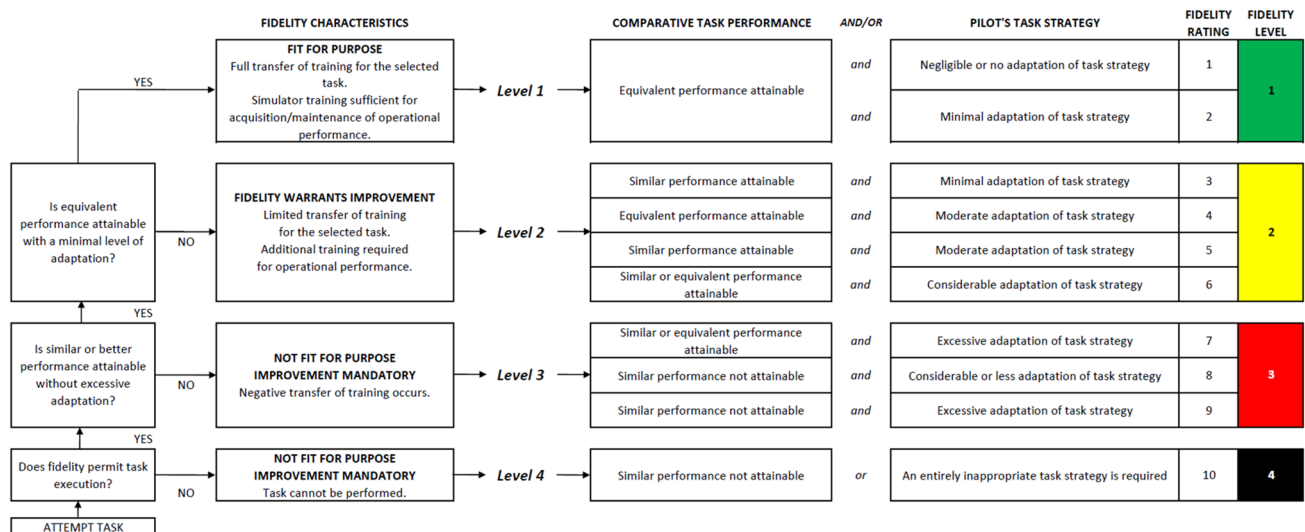 FIDELITY CHARACTERISTICS
COMPARATIVE TASK PERFORMANCE
AND/OR
PILOT'S TASK STRATEGY
FIDELITY
RATING
FIDELITY
LEVEL
YES
FIT FOR PURPOSE
Full transfer of training for the selected
task.
Simulator training sufficient for
acquisition/maintenance of operational
performance.
Level 1
Equivalent performance attainable
and
Negligible or no adaptation of task strategy
1
and
Minimal adaptation of task strategy
2
1
Is equivalent
performance attainable
with a minimal level of
adaptation?
NO
FIDELITY WARRANTS IMPROVEMENT
Limited transfer of training
for the selected task.
Additional training required
for operational performance.
Level 2
Similar performance attainable
and
Minimal adaptation of task strategy
3
Equivalent performance attainable
and
Moderate adaptation of task strategy
4
Similar performance attainable
and
Moderate adaptation of task strategy
5
Similar or equivalent performance
attainable
and
Considerable adaptation of task strategy
6
2
YES
Is similar or better
performance attainable
without excessive
adaptation?
NO
NOT FIT FOR PURPOSE
IMPROVEMENT MANDATORY
Negative transfer of training occurs.
Level 3
Similar or equivalent performance
attainable
and
Excessive adaptation of task strategy
7
Similar performance not attainable
and
Considerable or less adaptation of task strategy
8
Similar performance not attainable
and
Excessive adaptation of task strategy
9
3
YES
Does fidelity permit task
execution?
NO
NOT FIT FOR PURPOSE
IMPROVEMENT MANDATORY
Task cannot be performed.
Level 4
Similar performance not attainable
or
An entirely inappropriate task strategy is required
10
4
ATTEMPT TASK